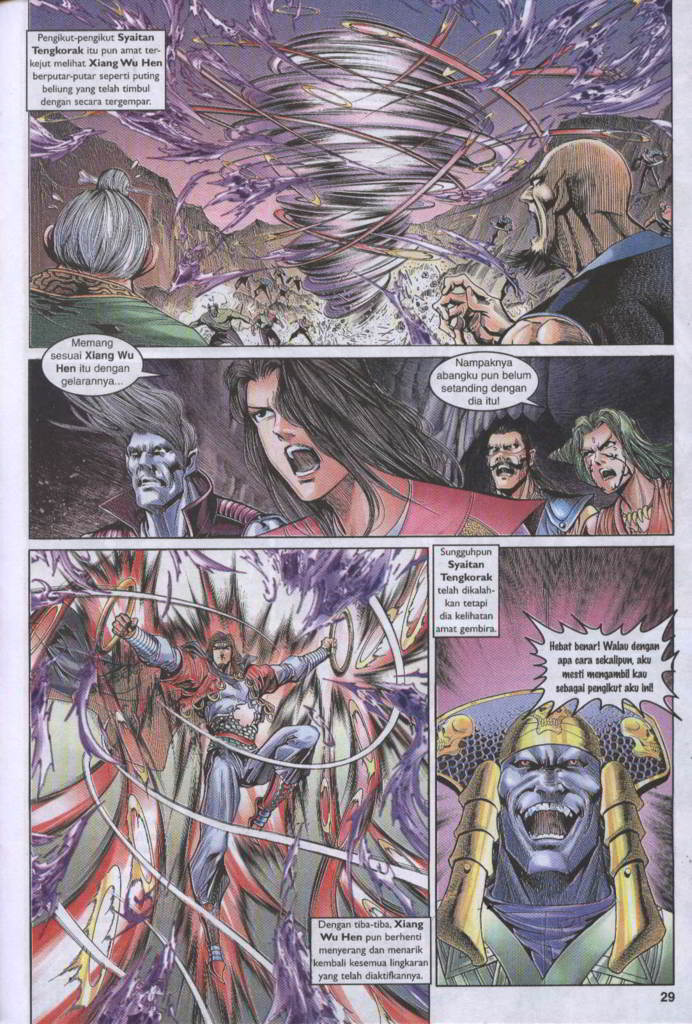 Pengikut-pengikut Syaitan
Tengkorak itu pun amat ter-
kejut melihat Xiang Wu Hen
berputar-putar seperti puting
beliung yang telah timbul
dengan secara tergempar.
Memang
sesuai Xiang Wu
Hen itu dengan
gelarannya...
Nampaknya
abangku pun belum
setanding dengan
dia itu!
Dengan tiba-tiba, Xiang
Wu Hen pun berhenti
menyerang dan menarik
kembali kesemua lingkaran
yang telah diaktifkannya.
Sungguhpun
Syaitan
Tengkorak
telah dikalah-
kan tetapi
dia kelihatan
amat gembira.
Hebat benar! Walau dengan
apa cara sekalipun, aku
mesti mengambil kau
sebagai pengikut aku ini!
29